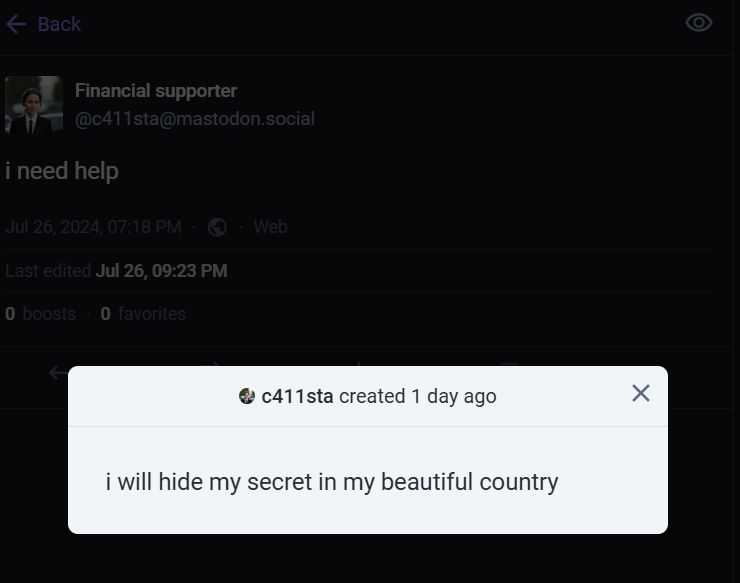 Back
Financial supporter
@c411sta@mastodon.social
i need help
Jul 26, 2024, 07:18 PM · · Web
Last edited Jul 26, 09:23 PM
0 boosts · 0 favorites
c411sta created 1 day ago
i will hide my secret in my beautiful country